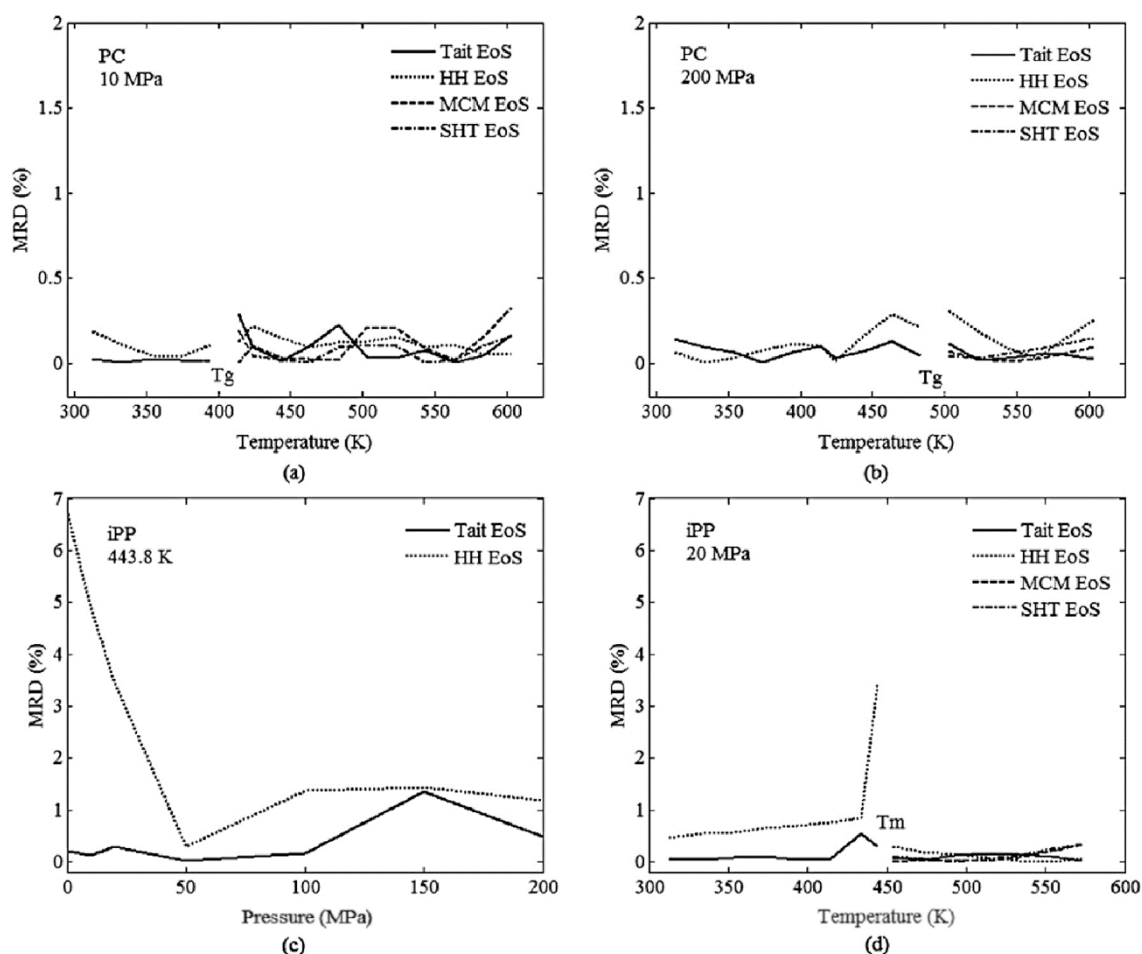 2
1.5
1
0.5
0
MRD (%)
PC
10 MPa
Tait EoS
HH EoS
MCM EoS
SHT EoS
Tg
300 350 400 450 500 550 600
Temperature (K)
(a)
2
1.5
1
0.5
0
MRD (%)
PC
200 MPa
Tait EoS
HH EoS
MCM EoS
SHT EoS
Tg
300 350 400 450 500 550 600
Temperature (K)
(b)
7
6
5
4
3
2
1
0
MRD (%)
iPP
443.8 K
Tait EoS
HH EoS
0 50 100 150 200
Pressure (MPa)
(c)
7
6
5
4
3
2
1
0
MRD (%)
iPP
20 MPa
Tait EoS
HH EoS
MCM EoS
SHT EoS
Tm
300 350 400 450 500 550 600
Temperature (K)
(d)